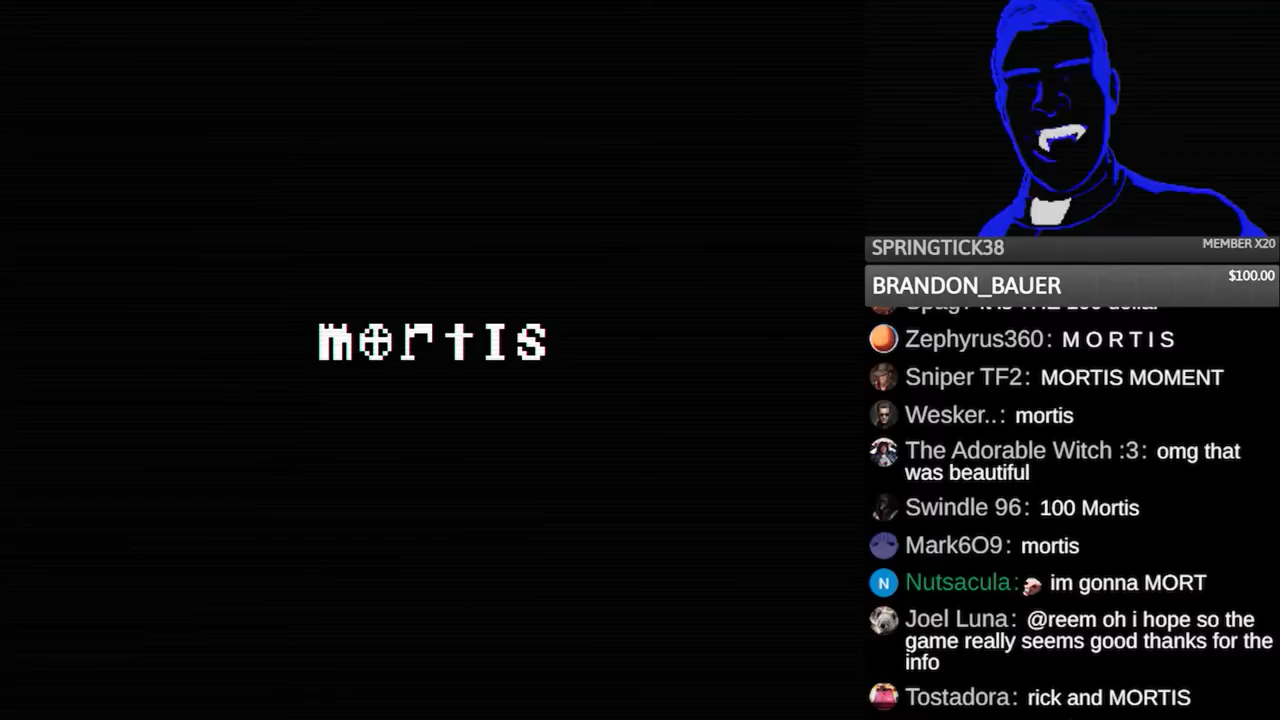 mortis
SPRINGTICK38
MEMBER X20
BRANDON_BAUER
$100.00
Zephyrus360: M O R T I S
Sniper TF2: MORTIS MOMENT
Wesker..: mortis
The Adorable Witch :3: omg that
was beautiful
Swindle 96: 100 Mortis
Mark6O9: mortis
N Nutsacula: im gonna MORT
Joel Luna: @reem oh i hope so the
game really seems good thanks for the
info
Tostadora: rick and MORTIS